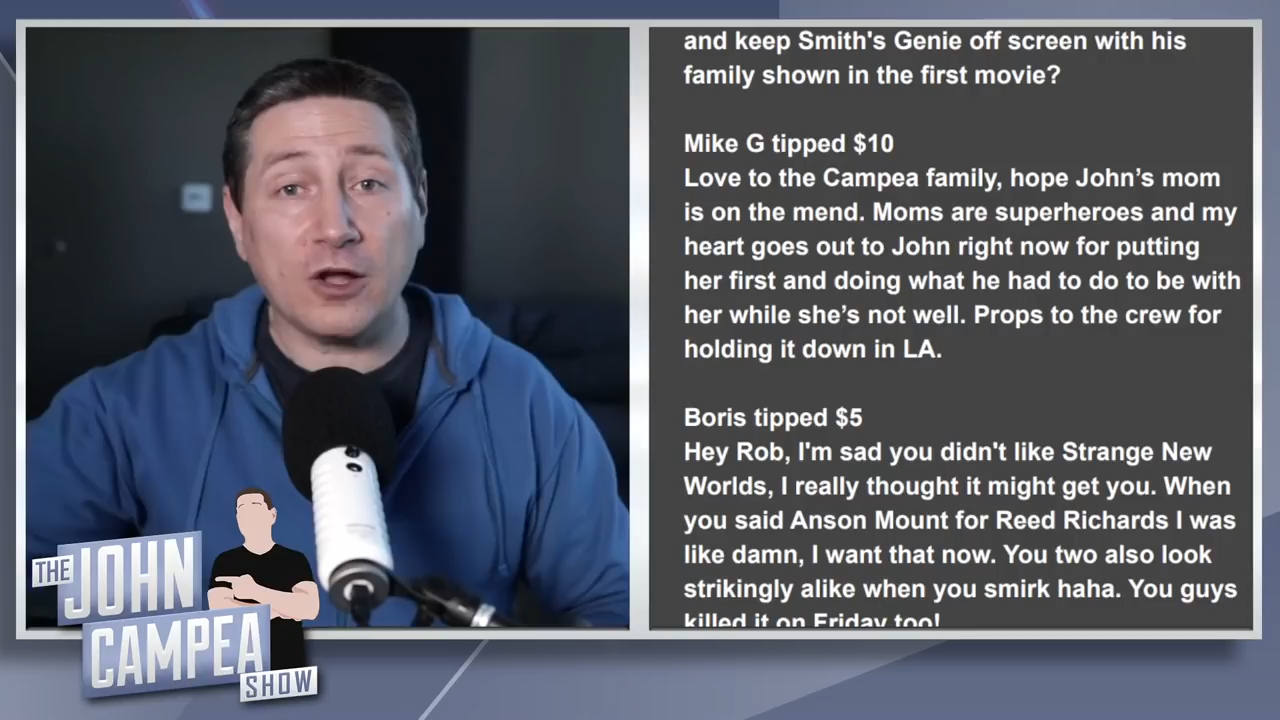 and keep Smith's Genie off screen with his
family shown in the first movie?
Mike G tipped $10
Love to the Campea family, hope John’s mom
is on the mend. Moms are superheroes and my
heart goes out to John right now for putting
her first and doing what he had to do to be with
her while she’s not well. Props to the crew for
holding it down in LA.
Boris tipped $5
Hey Rob, I'm sad you didn't like Strange New
Worlds, I really thought it might get you. When
you said Anson Mount for Reed Richards I was
like damn, I want that now. You two also look
strikingly alike when you smirk haha. You guys
killed it on Friday too!
THE
JOHN
CAMPEA
SHOW